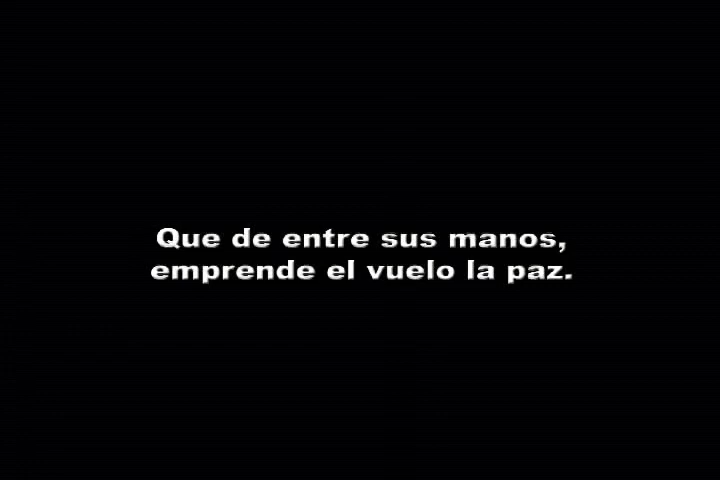 Que de entre sus manos,
emprende el vuelo la paz.